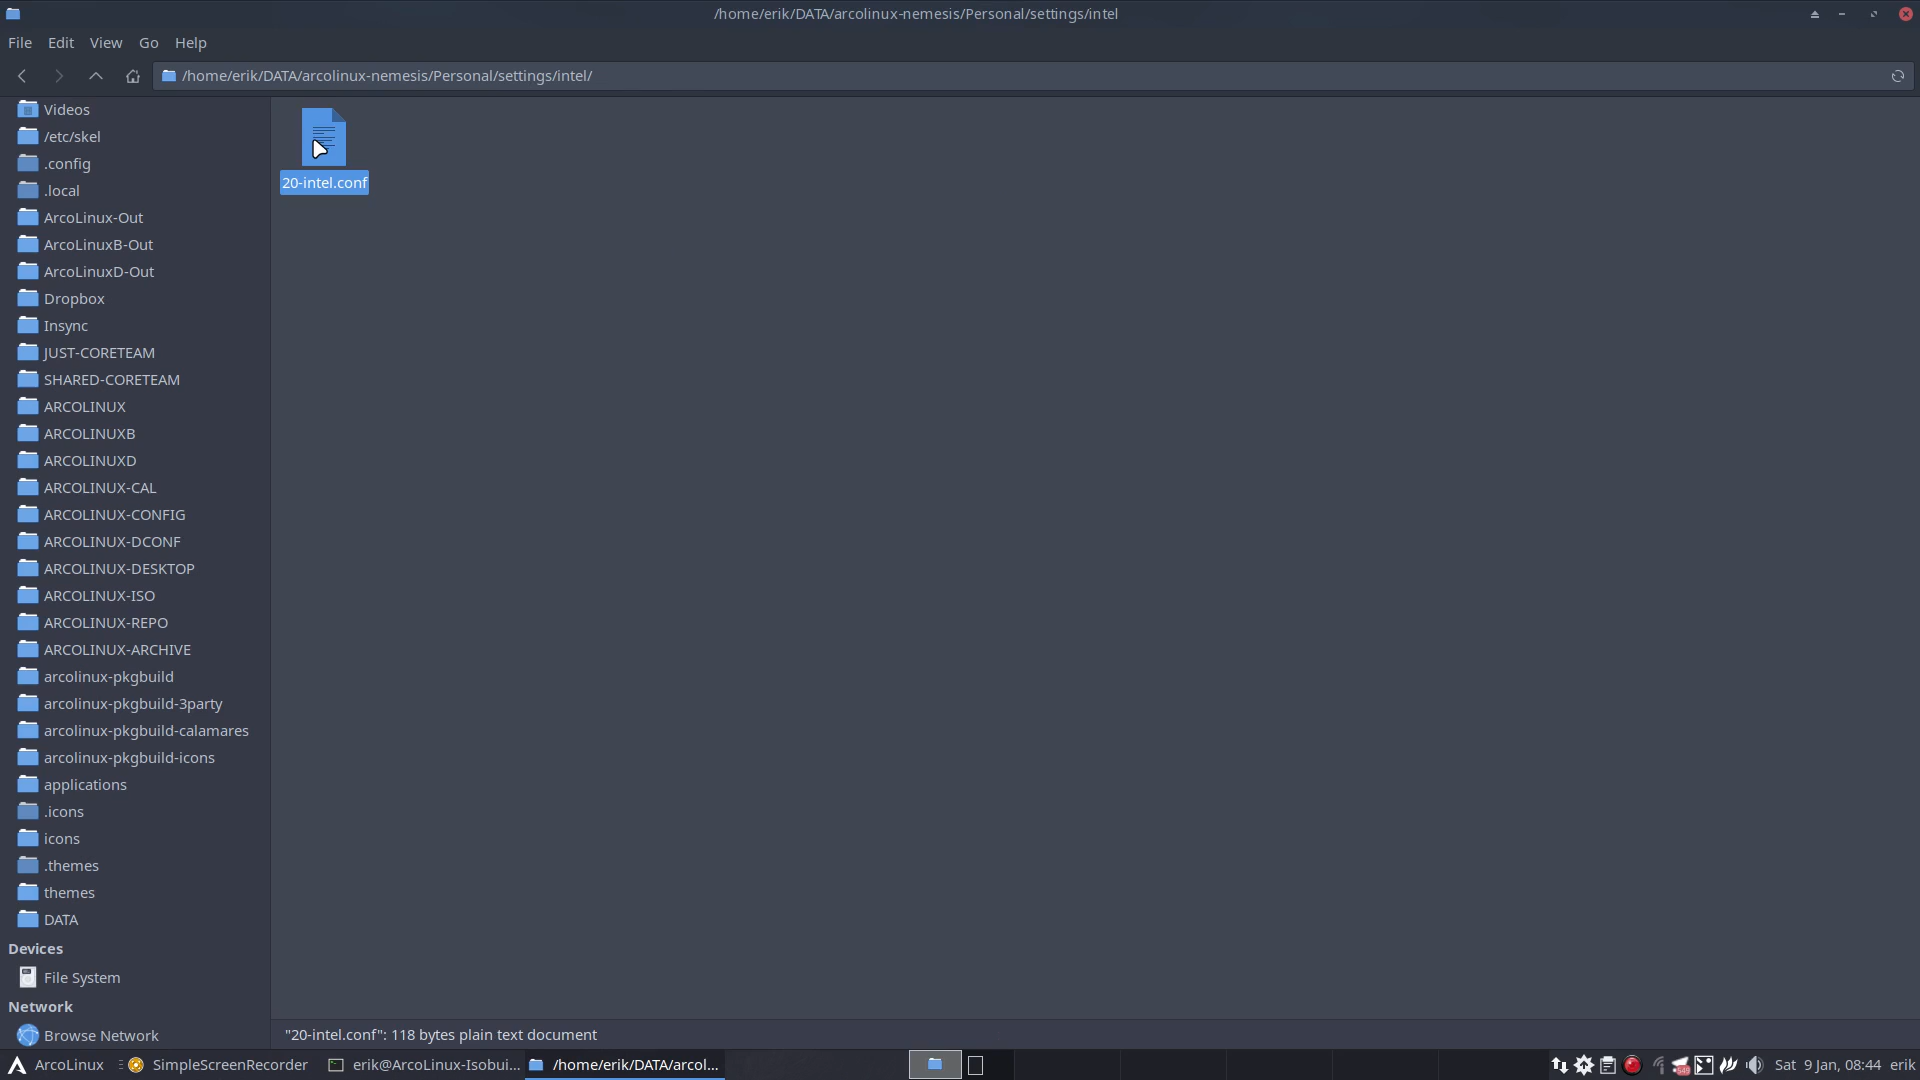 /home/erik/DATA/arcolinux-nemesis/Personal/settings/intel
File Edit View Go Help
/home/erik/DATA/arcolinux-nemesis/Personal/settings/intel/
Videos
/etc/skel
.config
.local
ArcoLinux-Out
ArcoLinuxB-Out
ArcoLinuxD-Out
Dropbox
Insync
JUST-CORETEAM
SHARED-CORETEAM
ARCOLINUX
ARCOLINUXB
ARCOLINUXD
ARCOLINUX-CAL
ARCOLINUX-CONFIG
ARCOLINUX-DCONF
ARCOLINUX-DESKTOP
ARCOLINUX-ISO
ARCOLINUX-REPO
ARCOLINUX-ARCHIVE
arcolinux-pkgbuild
arcolinux-pkgbuild-3party
arcolinux-pkgbuild-calamares
arcolinux-pkgbuild-icons
applications
.icons
icons
.themes
themes
DATA
Devices
File System
Network
Browse Network
20-intel.conf
"20-intel.conf": 118 bytes plain text document
ArcoLinux SimpleScreenRecorder erik@ArcoLinux-Isobui... /home/erik/DATA/arcol... Sat 9 Jan, 08:44 erik